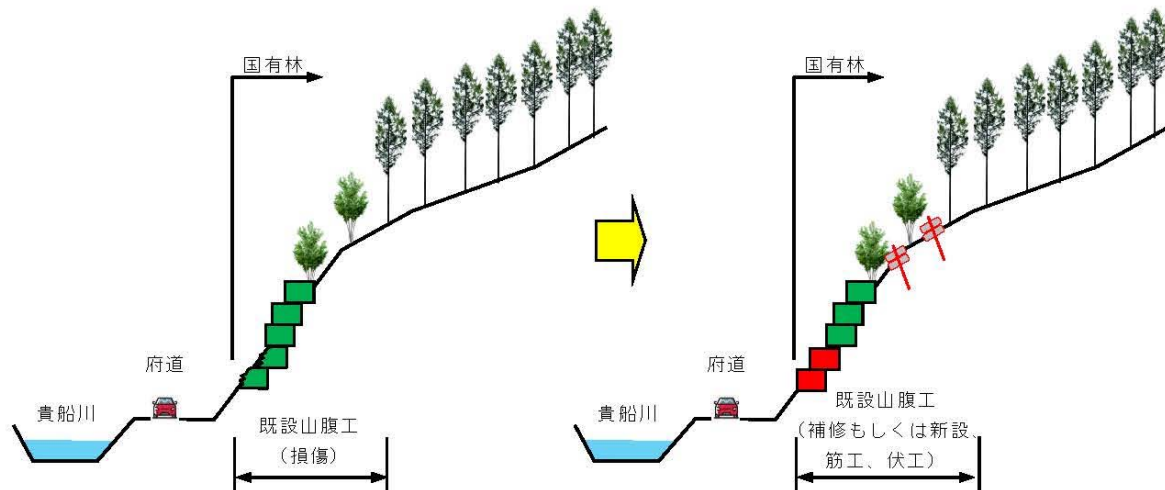 国有林
府道
貴船川
既設山腹工
（損傷）
国有林
府道
貴船川
既設山腹工
（補修もしくは新設、
筋工、伏工）